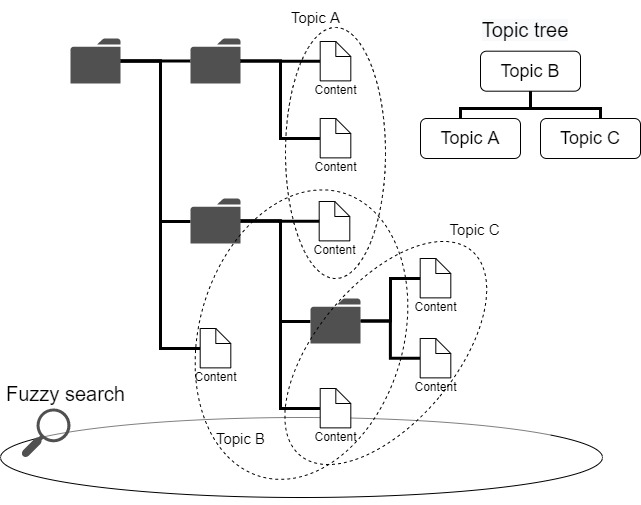 Topic A
Topic tree
Topic B
Content
Topic A
Topic C
Content
Topic C
Content
Content
Content
Content
Fuzzy search
Content
Topic B